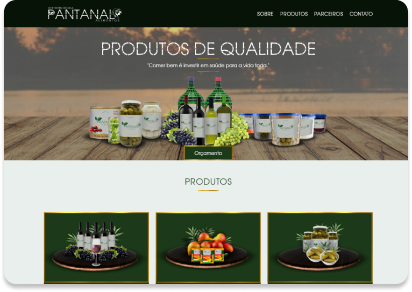 PANTANAL
SOBRE PRODUTOS PARCEIROS CONTATO
PRODUTOS DE QUALIDADE
"Comer bem é investir em saúde para a vida toda."
Orçamento
PRODUTOS